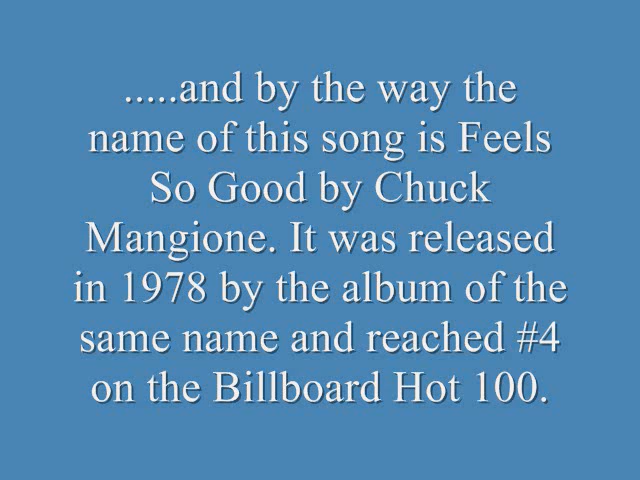 .....and by the way the
name of this song is Feels
So Good by Chuck
Mangione. It was released
in 1978 by the album of the
same name and reached #4
on the Billboard Hot 100.